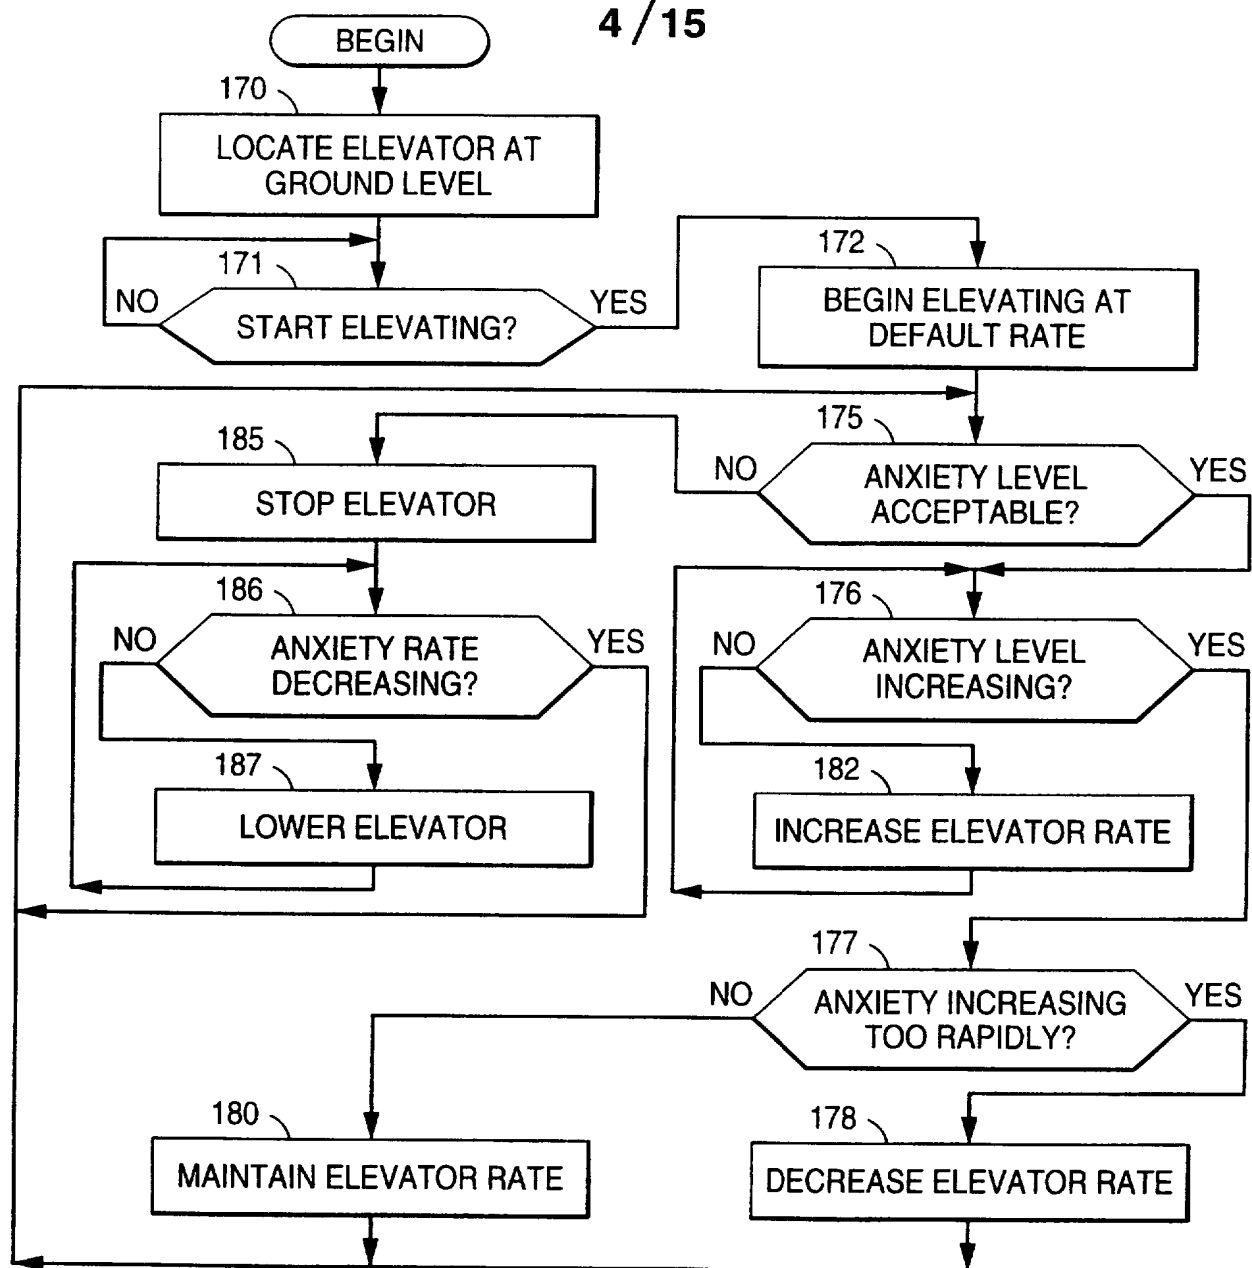 4/15
BEGIN
170
LOCATE ELEVATOR AT
GROUND LEVEL
171
NO
START ELEVATING?
YES
172
BEGIN ELEVATING AT
DEFAULT RATE
175
NO
ANXIETY LEVEL
ACCEPTABLE?
YES
185
STOP ELEVATOR
186
NO
ANXIETY RATE
DECREASING?
YES
176
NO
ANXIETY LEVEL
INCREASING?
YES
187
LOWER ELEVATOR
182
INCREASE ELEVATOR RATE
177
NO
ANXIETY INCREASING
TOO RAPIDLY?
YES
180
MAINTAIN ELEVATOR RATE
178
DECREASE ELEVATOR RATE